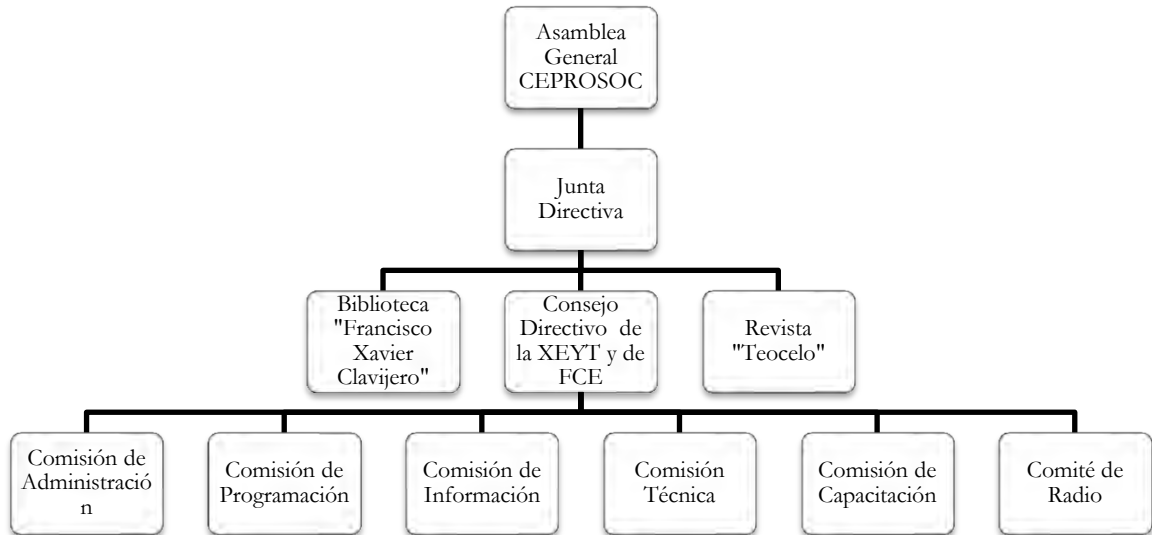 Asamblea
General
CEPROSOC
Junta
Directiva
Biblioteca
"Francisco
Xavier
Clavijero"
Consejo
Directivo de
la XEYT y de
FCE
Revista
"Teocelo"
Comisión de
Administració
n
Comisión de
Programación
Comisión de
Información
Comisión
Técnica
Comisión de
Capacitación
Comité de
Radio